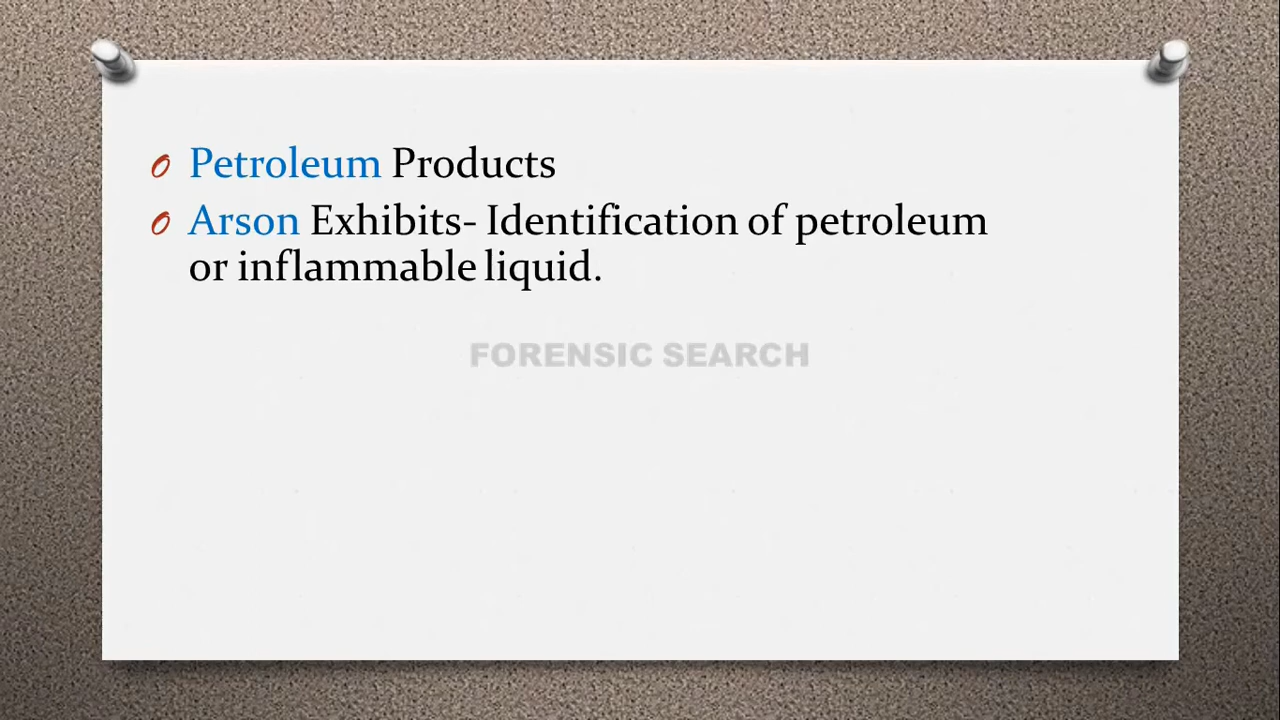 Petroleum Products
Arson Exhibits- Identification of petroleum
or inflammable liquid.
FORENSIC SEARCH